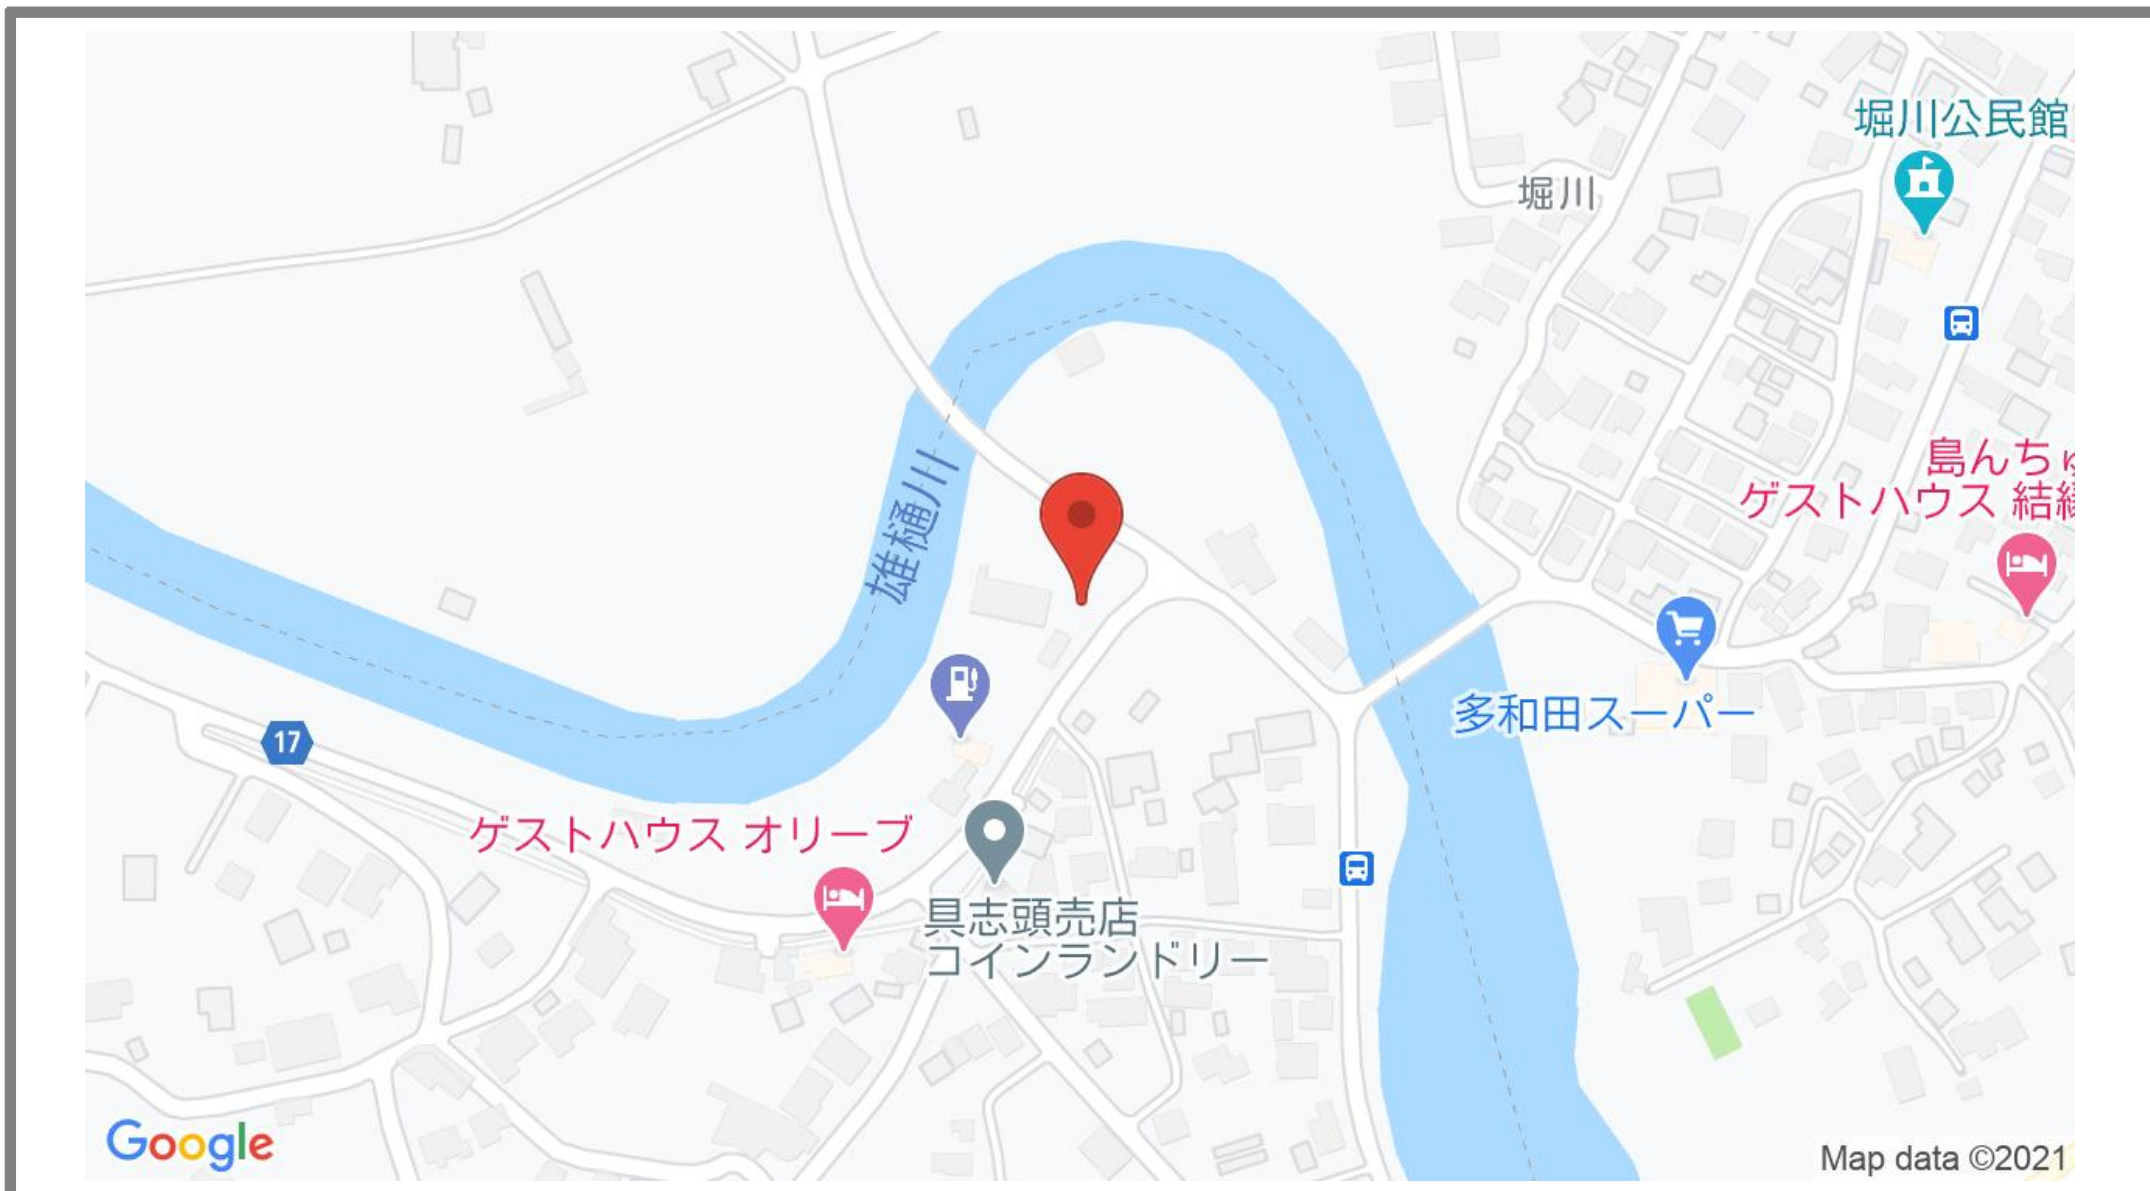 堀川公民館
堀川
島んちゅ
ゲストハウス 結縁
雄樋川
多和田スーパー
17
ゲストハウス オリーブ
具志頭売店
コインランドリー
Google
Map data ©2021